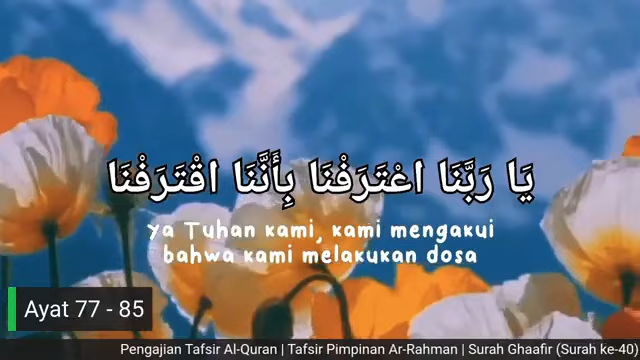 يَا رَبَّنَا اعْتَرَفْنَا بِأَنَّنَا اقْتَرَفْنَا
ya Tuhan kami, kami mengakui
bahwa kami melakukan dosa
Ayat 77 - 85
Pengajian Tafsir Al-Quran | Tafsir Pimpinan Ar-Rahman | Surah Ghaafir (Surah ke-40)